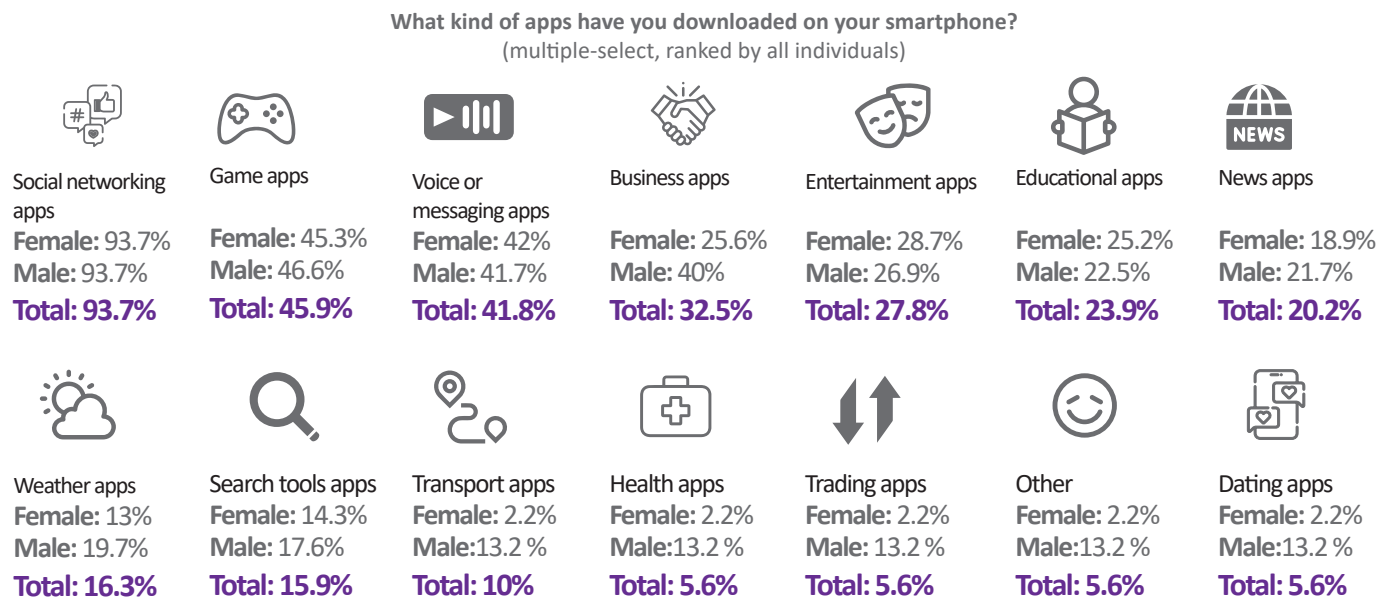 What kind of apps have you downloaded on your smartphone?
(multiple-select, ranked by all individuals)
#
NEWS
Social networking
apps
Female: 93.7%
Male: 93.7%
Total: 93.7%
Game apps
Female: 45.3%
Male: 46.6%
Total: 45.9%
Voice or
messaging apps
Female: 42%
Male: 41.7%
Total: 41.8%
Business apps
Female: 25.6%
Male: 40%
Total: 32.5%
Entertainment apps
Female: 28.7%
Male: 26.9%
Total: 27.8%
Educational apps
Female: 25.2%
Male: 22.5%
Total: 23.9%
News apps
Female: 18.9%
Male: 21.7%
Total: 20.2%
Weather apps
Female: 13%
Male: 19.7%
Total: 16.3%
Search tools apps
Female: 14.3%
Male: 17.6%
Total: 15.9%
Transport apps
Female: 2.2%
Male:13.2 %
Total: 10%
Health apps
Female: 2.2%
Male:13.2 %
Total: 5.6%
Trading apps
Female: 2.2%
Male: 13.2 %
Total: 5.6%
Other
Female: 2.2%
Male:13.2 %
Total: 5.6%
Dating apps
Female: 2.2%
Male:13.2 %
Total: 5.6%